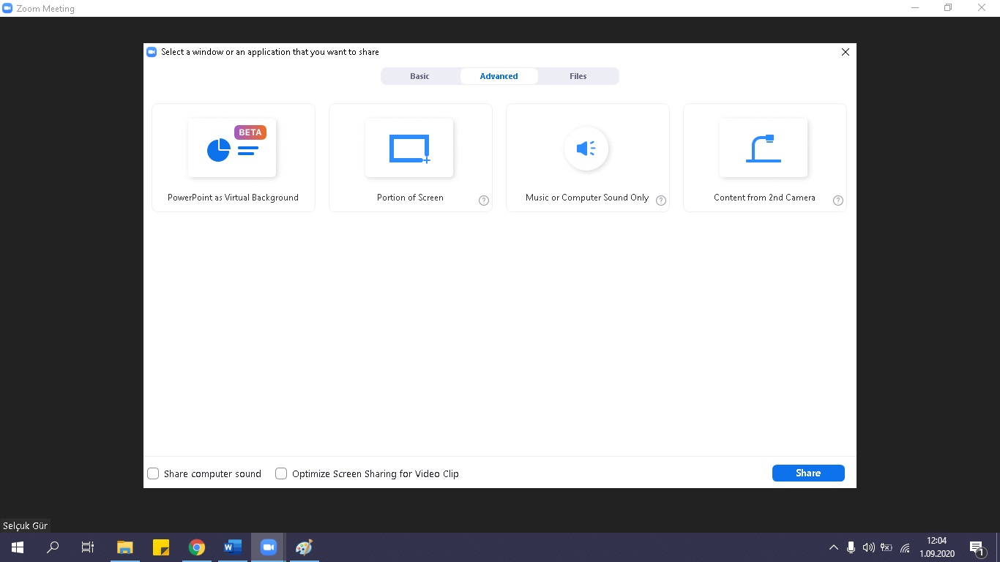 Zoom Meeting
Select a window or an application that you want to share
Basic
Advanced
Files
BETA
PowerPoint as Virtual Background
Portion of Screen
?
Music or Computer Sound Only
?
Content from 2nd Camera
?
Share computer sound
Optimize Screen Sharing for Video Clip
Share
Selçuk Gür
W
12:04
1.09.2020
1